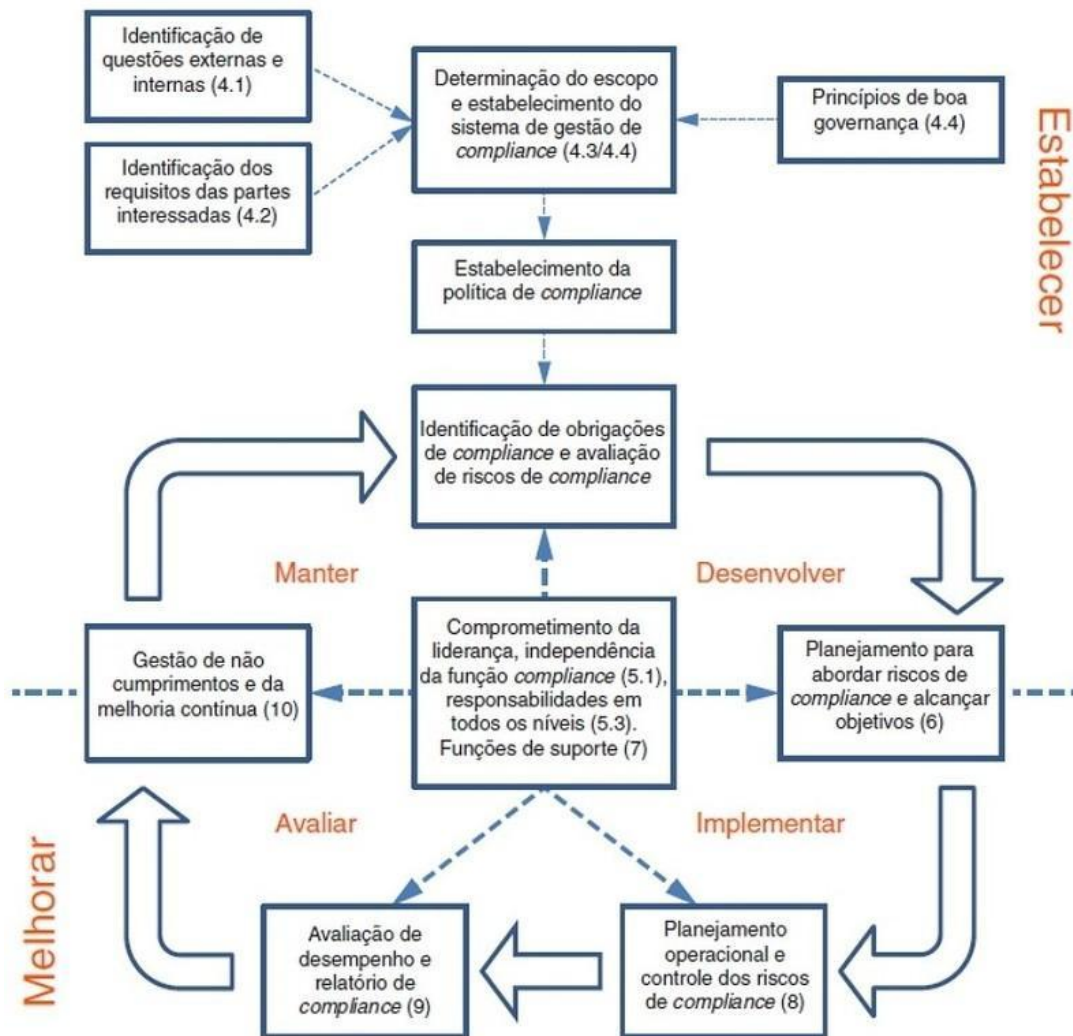 Identificação de
questões externas e
internas (4.1)
Determinação do escopo
e estabelecimento do
sistema de gestão de
compliance (4.3/4.4)
Princípios de boa
governança (4.4)
Estabelecer
Identificação dos
requisitos das partes
interessadas (4.2)
Estabelecimento da
política de compliance
Identificação de obrigações
de compliance e avaliação
de riscos de compliance
Manter
Desenvolver
Gestão de não
cumprimentos e da
melhoria contínua (10)
Comprometimento da
liderança, independência
da função compliance (5.1),
responsabilidades em
todos os níveis (5.3).
Funções de suporte (7)
Planejamento para
abordar riscos de
compliance e alcançar
objetivos (6)
Avaliar
Implementar
Melhorar
Avaliação de
desempenho e
relatório de
compliance (9)
Planejamento
operacional e
controle dos riscos
de compliance (8)